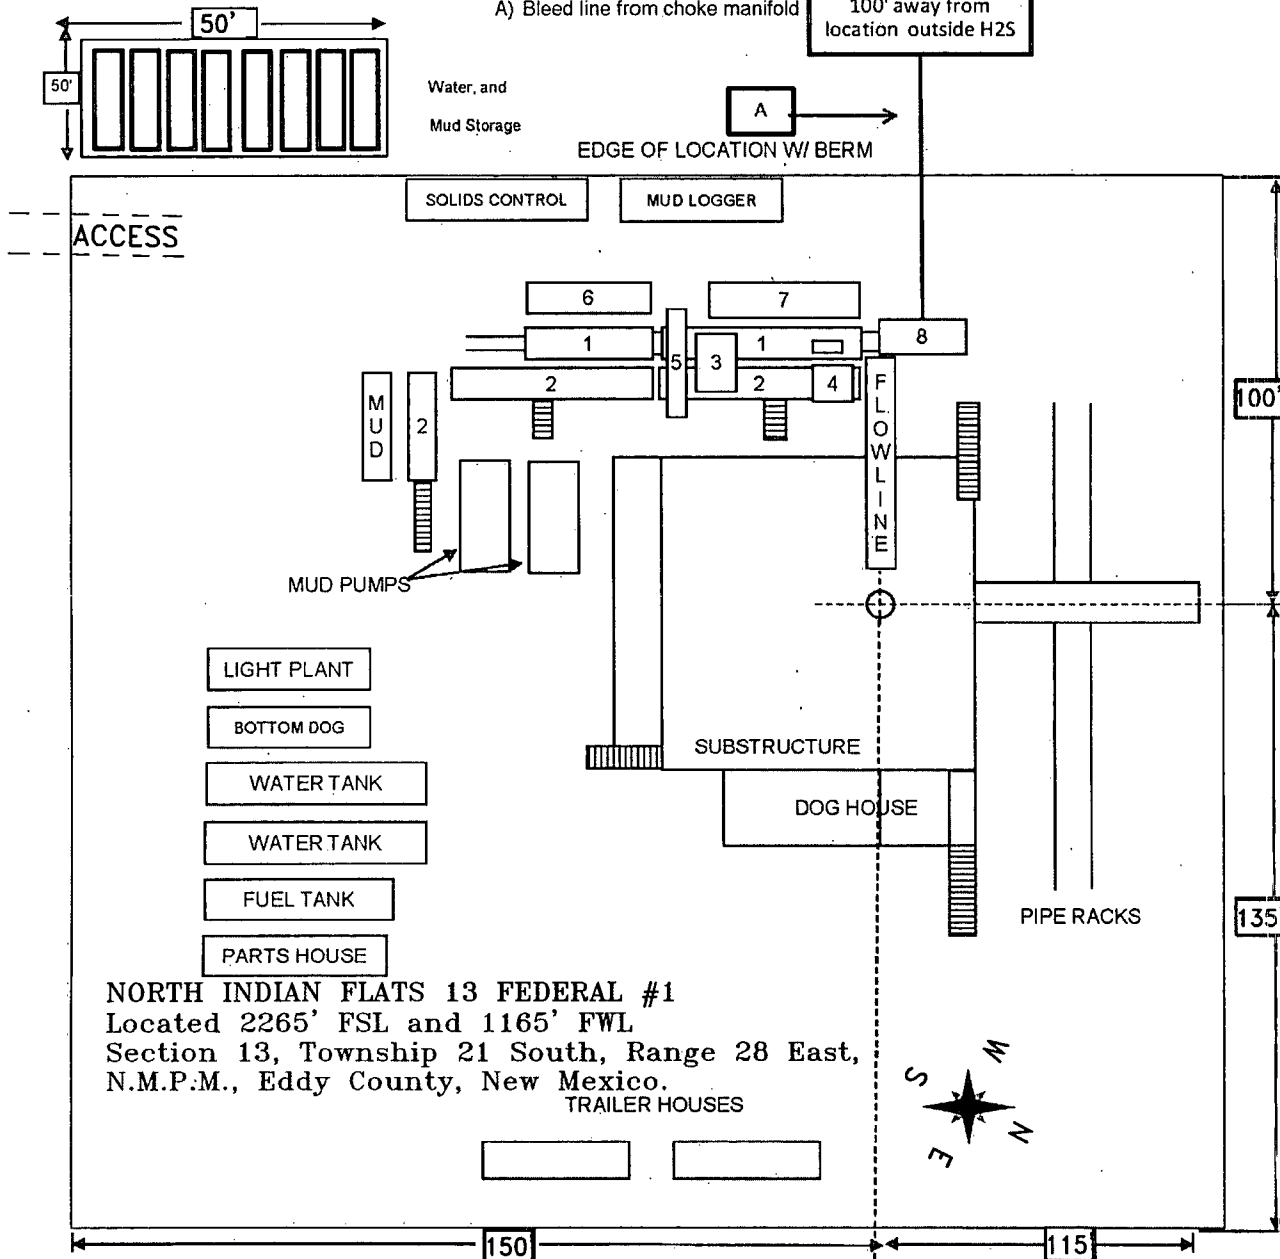 50'
A) Bleed line from choke manifold
100' away from
location outside H2S
50'
Water, and
Mud Storage
A
EDGE OF LOCATION W/ BERM
SOLIDS CONTROL
MUD LOGGER
ACCESS
6
7
1
5
3
1
8
2
2
4
MUD
2
FLOWLINE
100'
MUD PUMPS
LIGHT PLANT
BOTTOM DOG
SUBSTRUCTURE
WATER TANK
DOG HOUSE
WATER TANK
FUEL TANK
PIPE RACKS
135
PARTS HOUSE
NORTH INDIAN FLATS 13 FEDERAL #1
Located 2265' FSL and 1165' FWL
Section 13, Township 21 South, Range 28 East,
N.M.P.M., Eddy County, New Mexico.
TRAILER HOUSES
W
S
N
E
150
115